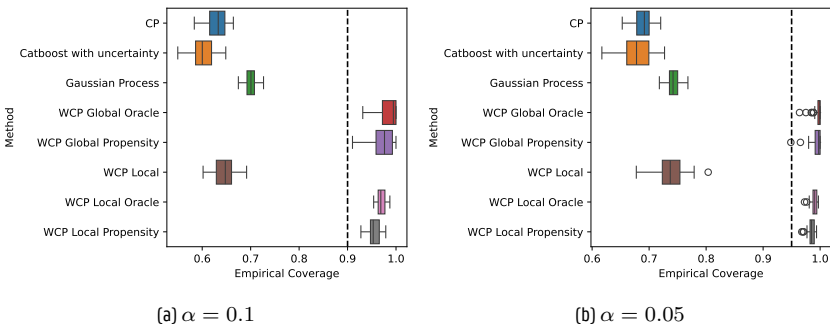 Method
CP
Catboost with uncertainty
Gaussian Process
WCP Global Oracle
WCP Global Propensity
WCP Local
WCP Local Oracle
WCP Local Propensity
0.6 0.7 0.8 0.9 1.0
Empirical Coverage
(a) α = 0.1
Method
CP
Catboost with uncertainty
Gaussian Process
WCP Global Oracle
WCP Global Propensity
WCP Local
WCP Local Oracle
WCP Local Propensity
0.6 0.7 0.8 0.9 1.0
Empirical Coverage
(b) α = 0.05